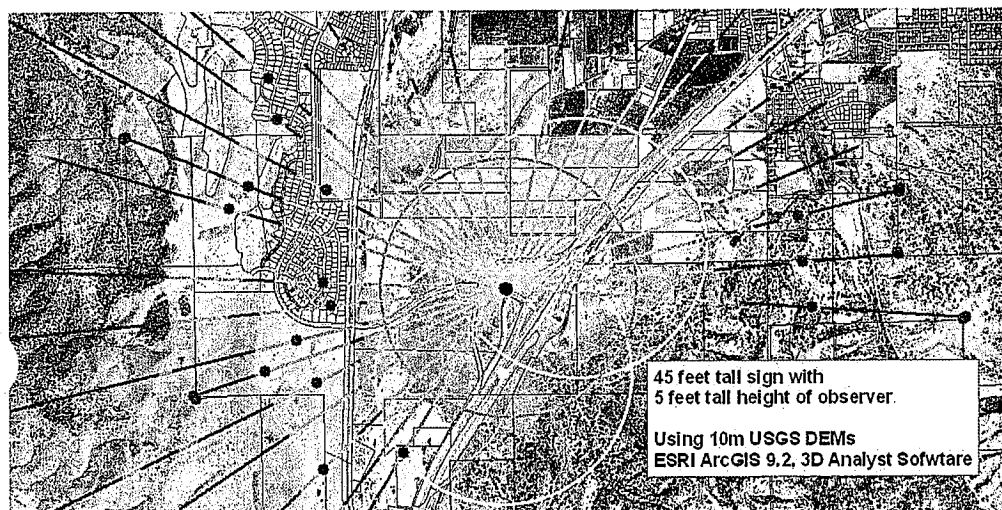 45 feet tall sign with
5 feet tall height of observer
Using 10m USGS DEMs
ESRI ArcGIS 9.2, 3D Analyst Sofwtare